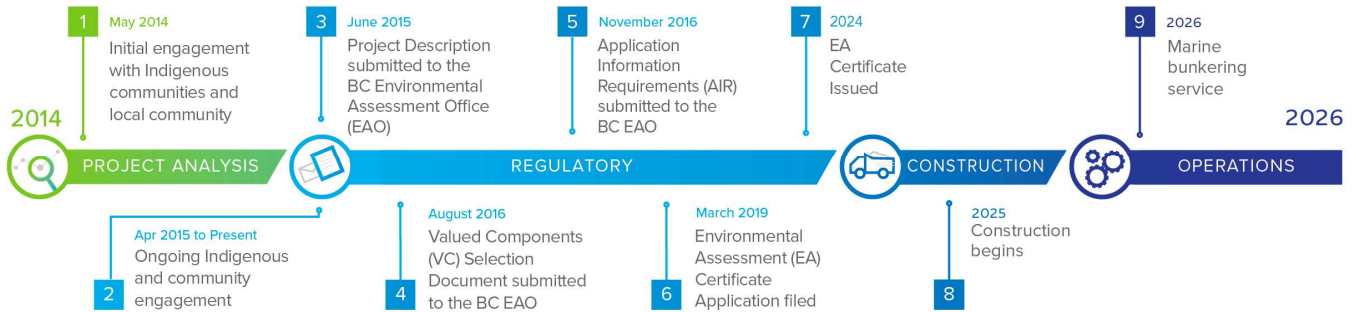 1
May 2014
Initial engagement
with Indigenous
communities and
local community
3
June 2015
Project Description
submitted to the
BC Environmental
Assessment Office
(EAO)
5
November 2016
Application
Information
Requirements (AIR)
submitted to the
BC EAO
7
2024
EA
Certificate
Issued
9
2026
Marine
bunkering
service
2014
2026
PROJECT ANALYSIS
REGULATORY
CONSTRUCTION
OPERATIONS
2
Apr 2015 to Present
Ongoing Indigenous
and community
engagement
4
August 2016
Valued Components
(VC) Selection
Document submitted
to the BC EAO
6
March 2019
Environmental
Assessment (EA)
Certificate
Application filed
8
2025
Construction
begins